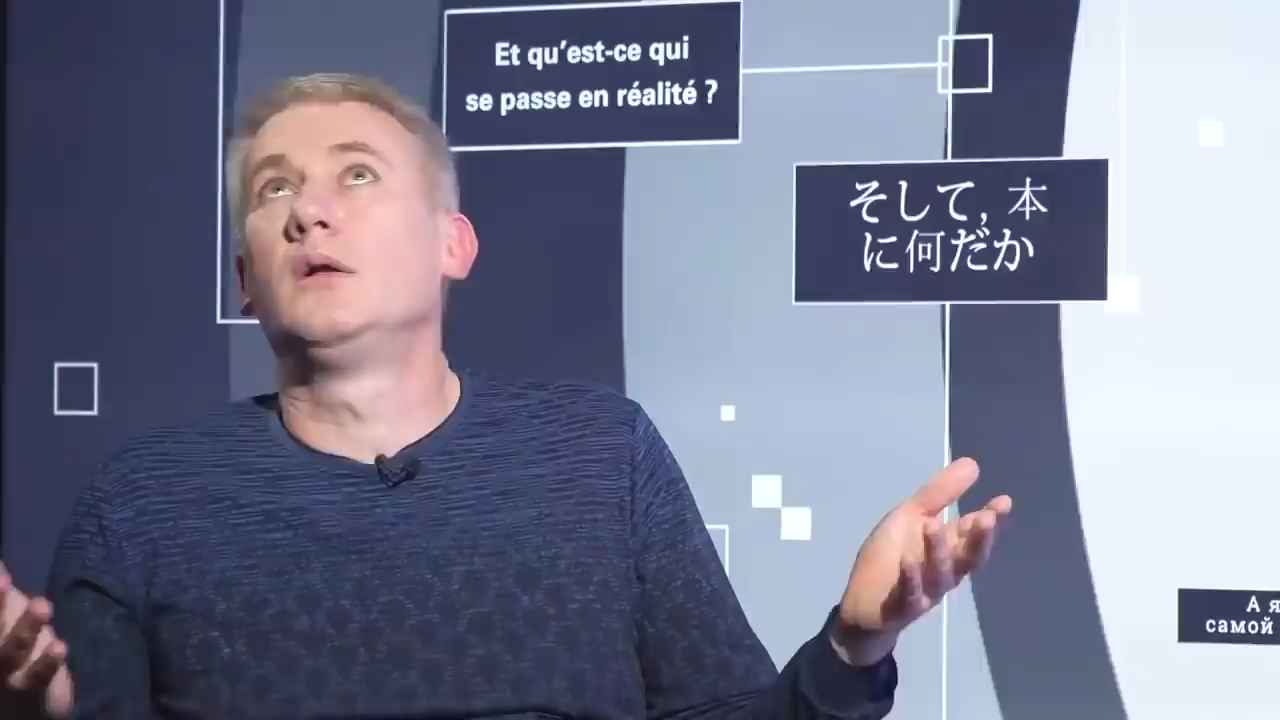 Et qu’est-ce qui
se passe en réalité ?
そして, 本
に何だか
А я
самой